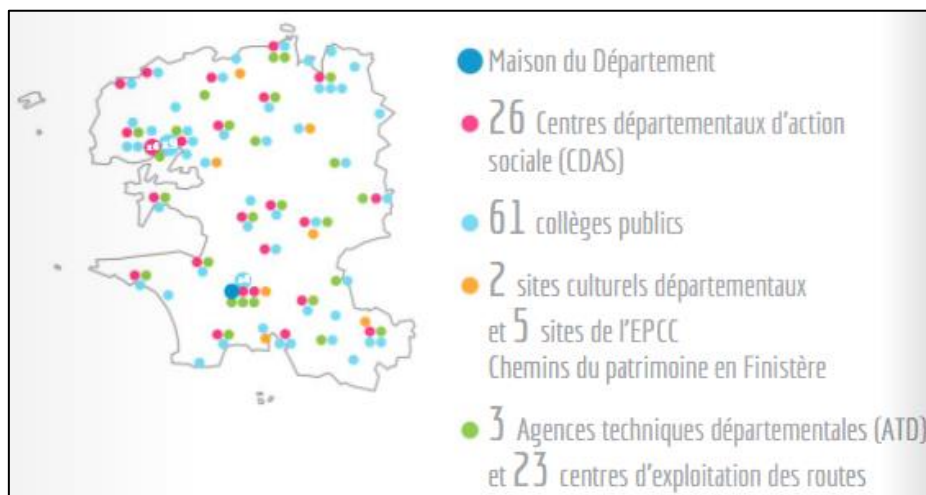 Maison du Département
26 Centres départementaux d'action
sociale (CDAS)
61 collèges publics
2 sites culturels départementaux
et 5 sites de l'EPCC
Chemins du patrimoine en Finistère
3 Agences techniques départementales (ATD)
et 23 centres d'exploitation des routes